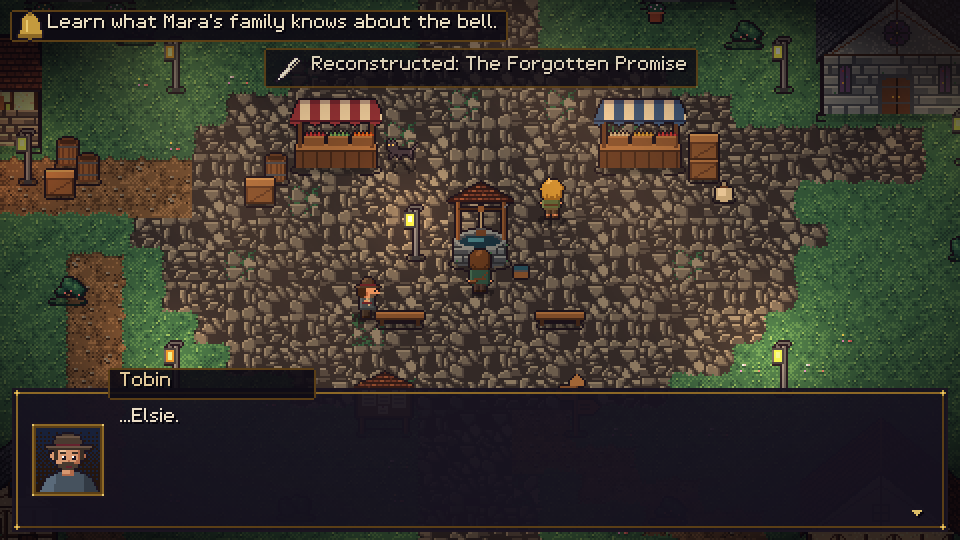 Learn what Mara's family knows about the bell.
Reconstructed: The Forgotten Promise
Tobin
...Elsie.